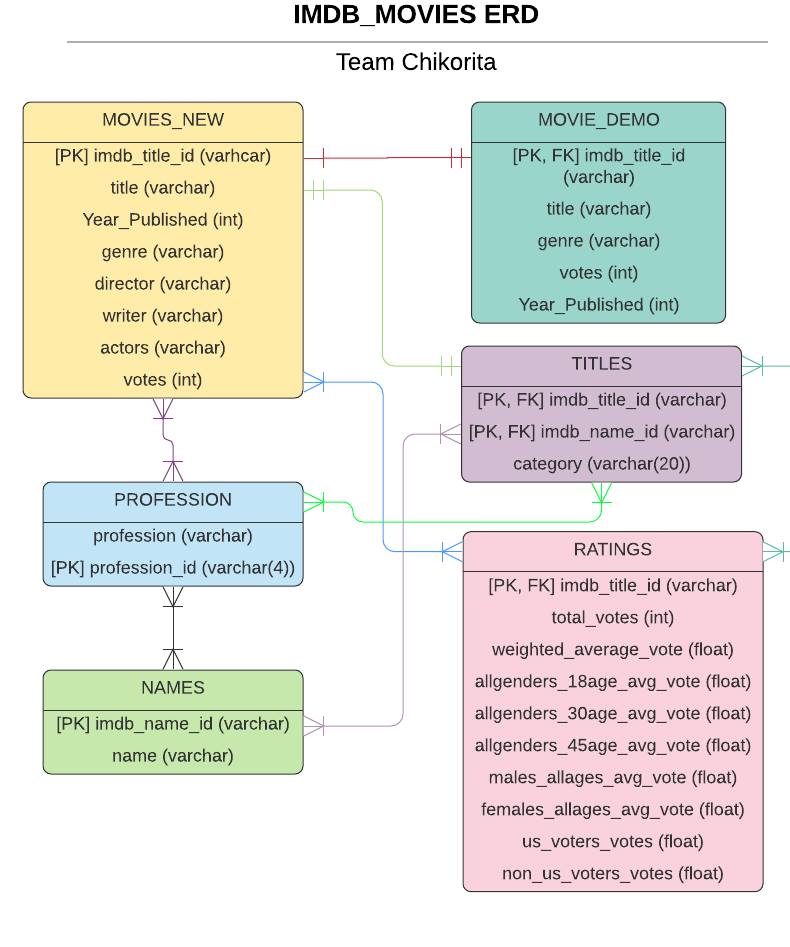 IMDB_MOVIES ERD
Team Chikorita
MOVIES_NEW
[PK] imdb_title_id (varhcar)
title (varchar)
Year_Published (int)
genre (varchar)
director (varchar)
writer (varchar)
actors (varchar)
votes (int)
MOVIE_DEMO
[PK, FK] imdb_title_id
(varchar)
title (varchar)
genre (varchar)
votes (int)
Year_Published (int)
TITLES
[PK, FK] imdb_title_id (varchar)
[PK, FK] imdb_name_id (varchar)
category (varchar(20))
PROFESSION
profession (varchar)
[PK] profession_id (varchar(4))
RATINGS
[PK, FK] imdb_title_id (varchar)
total_votes (int)
weighted_average_vote (float)
allgenders_18age_avg_vote (float)
allgenders_30age_avg_vote (float)
allgenders_45age_avg_vote (float)
males_allages_avg_vote (float)
females_allages_avg_vote (float)
us_voters_votes (float)
non_us_voters_votes (float)
NAMES
[PK] imdb_name_id (varchar)
name (varchar)